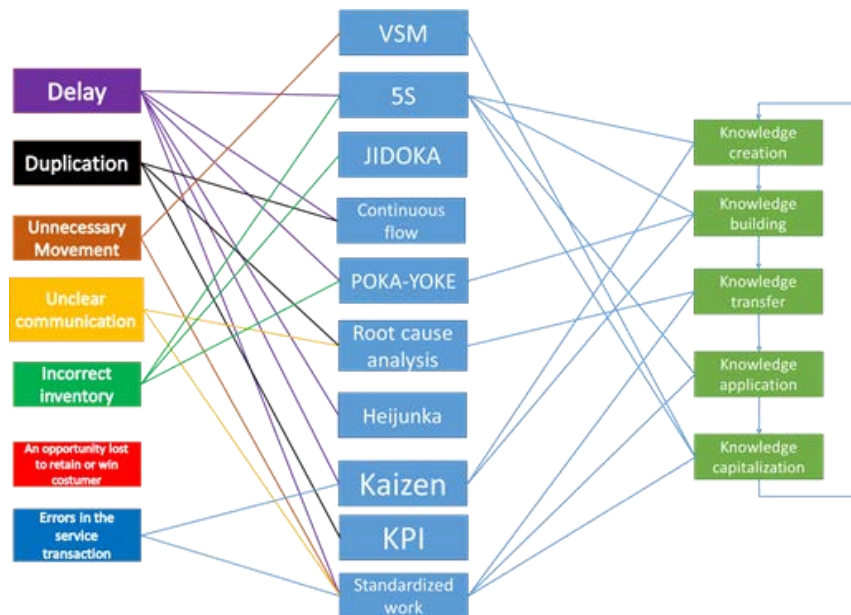 Delay
Duplication
Unnecessary
Movement
Unclear
communication
Incorrect
inventory
An opportunity lost
to retain or win
costumer
Errors in the
service
transaction
VSM
5S
JIDOKA
Continuous
flow
POKA-YOKE
Root cause
analysis
Heijunka
Kaizen
KPI
Standardized
work
Knowledge
creation
Knowledge
building
Knowledge
transfer
Knowledge
application
Knowledge
capitalization